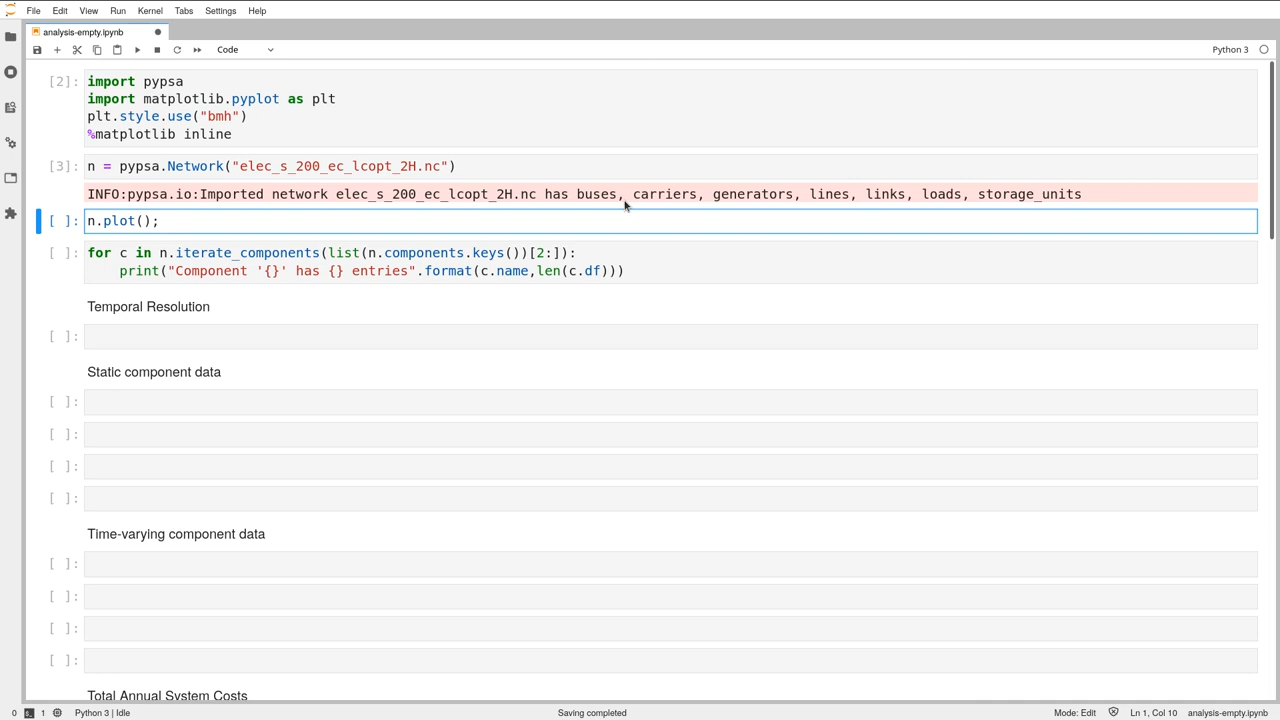 File Edit View Run Kernel Tabs Settings Help
analysis-empty.ipynb
Code
Python 3
[2]:
import pypsa
import matplotlib.pyplot as plt
plt.style.use("bmh")
%matplotlib inline
[3]:
n = pypsa.Network("elec_s_200_ec_lcopt_2H.nc")
INFO:pypsa.io:Imported network elec_s_200_ec_lcopt_2H.nc has buses, carriers, generators, lines, links, loads, storage_units
[ ]:
n.plot();
[ ]:
for c in n.iterate_components(list(n.components.keys())[2:]):
    print("Component '{}' has {} entries".format(c.name,len(c.df)))
Temporal Resolution
[ ]:
Static component data
[ ]:
[ ]:
[ ]:
[ ]:
Time-varying component data
[ ]:
[ ]:
[ ]:
[ ]:
Total Annual System Costs
0 1 Python 3 | Idle Saving completed Mode: Edit Ln 1, Col 10 analysis-empty.ipynb